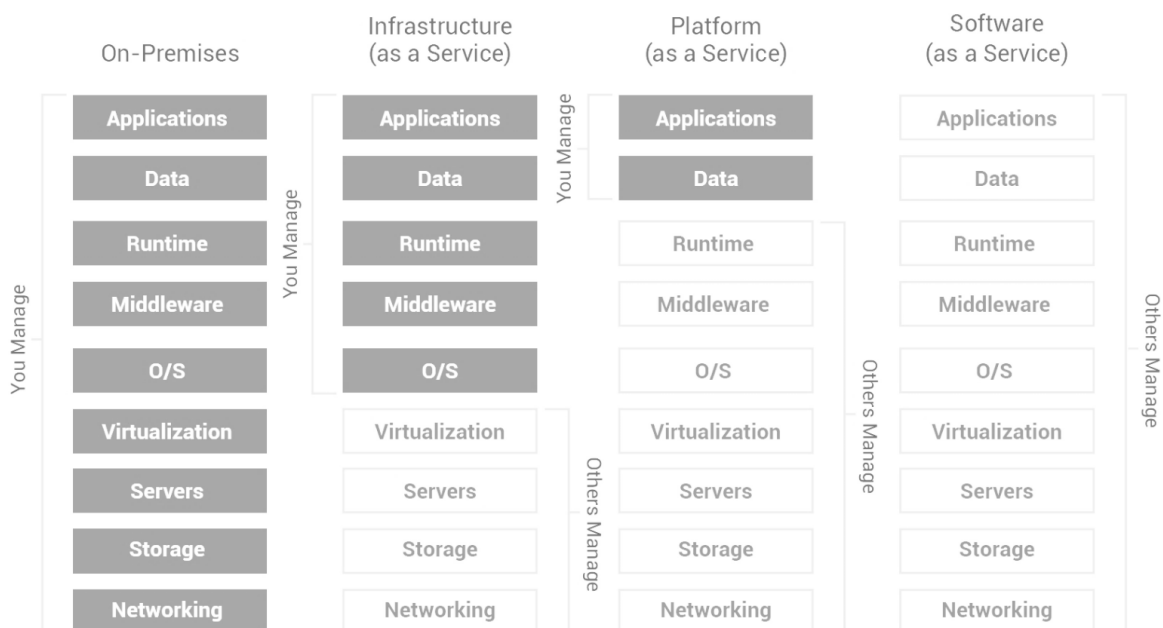 On-Premises
You Manage
Applications
Data
Runtime
Middleware
O/S
Virtualization
Servers
Storage
Networking
Infrastructure
(as a Service)
You Manage
Applications
Data
Runtime
Middleware
O/S
Virtualization
Servers
Storage
Networking
Others Manage
Platform
(as a Service)
You Manage
Applications
Data
Runtime
Middleware
O/S
Virtualization
Servers
Storage
Networking
Others Manage
Software
(as a Service)
Applications
Data
Runtime
Middleware
O/S
Virtualization
Servers
Storage
Networking
Others Manage